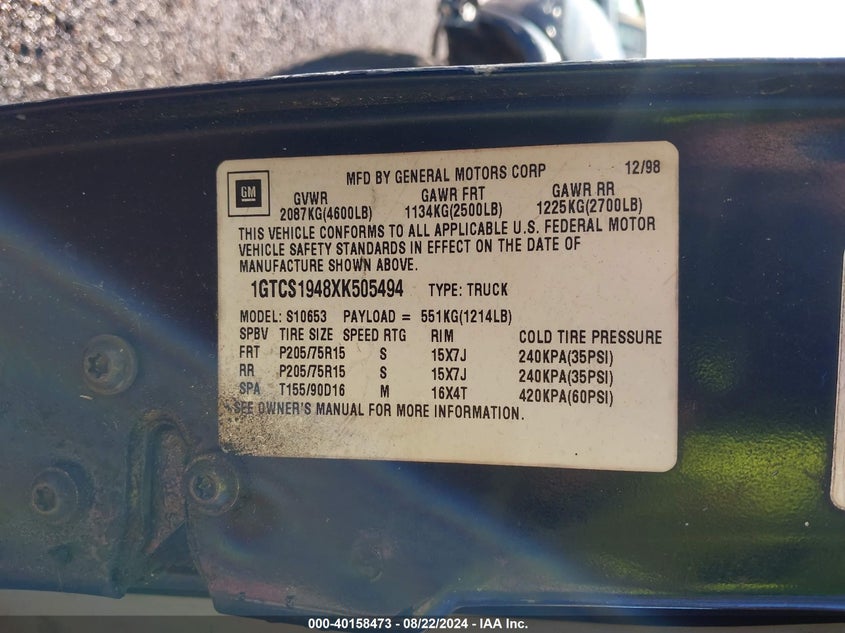 MFD BY GENERAL MOTORS CORP 12/98
GM
GVWR GAWR FRT GAWR RR
2087KG(4600LB) 1134KG(2500LB) 1225KG(2700LB)
THIS VEHICLE CONFORMS TO ALL APPLICABLE U.S. FEDERAL MOTOR
VEHICLE SAFETY STANDARDS IN EFFECT ON THE DATE OF
MANUFACTURE SHOWN ABOVE.
1GTCS1948XK505494 TYPE: TRUCK
MODEL: S10653 PAYLOAD = 551KG(1214LB)
SPBV TIRE SIZE SPEED RTG RIM COLD TIRE PRESSURE
FRT P205/75R15 S 15X7J 240KPA(35PSI)
RR P205/75R15 S 15X7J 240KPA(35PSI)
SPA T155/90D16 M 16X4T 420KPA(60PSI)
SEE OWNER'S MANUAL FOR MORE INFORMATION.
000-40158473 - 08/22/2024 - IAA Inc.